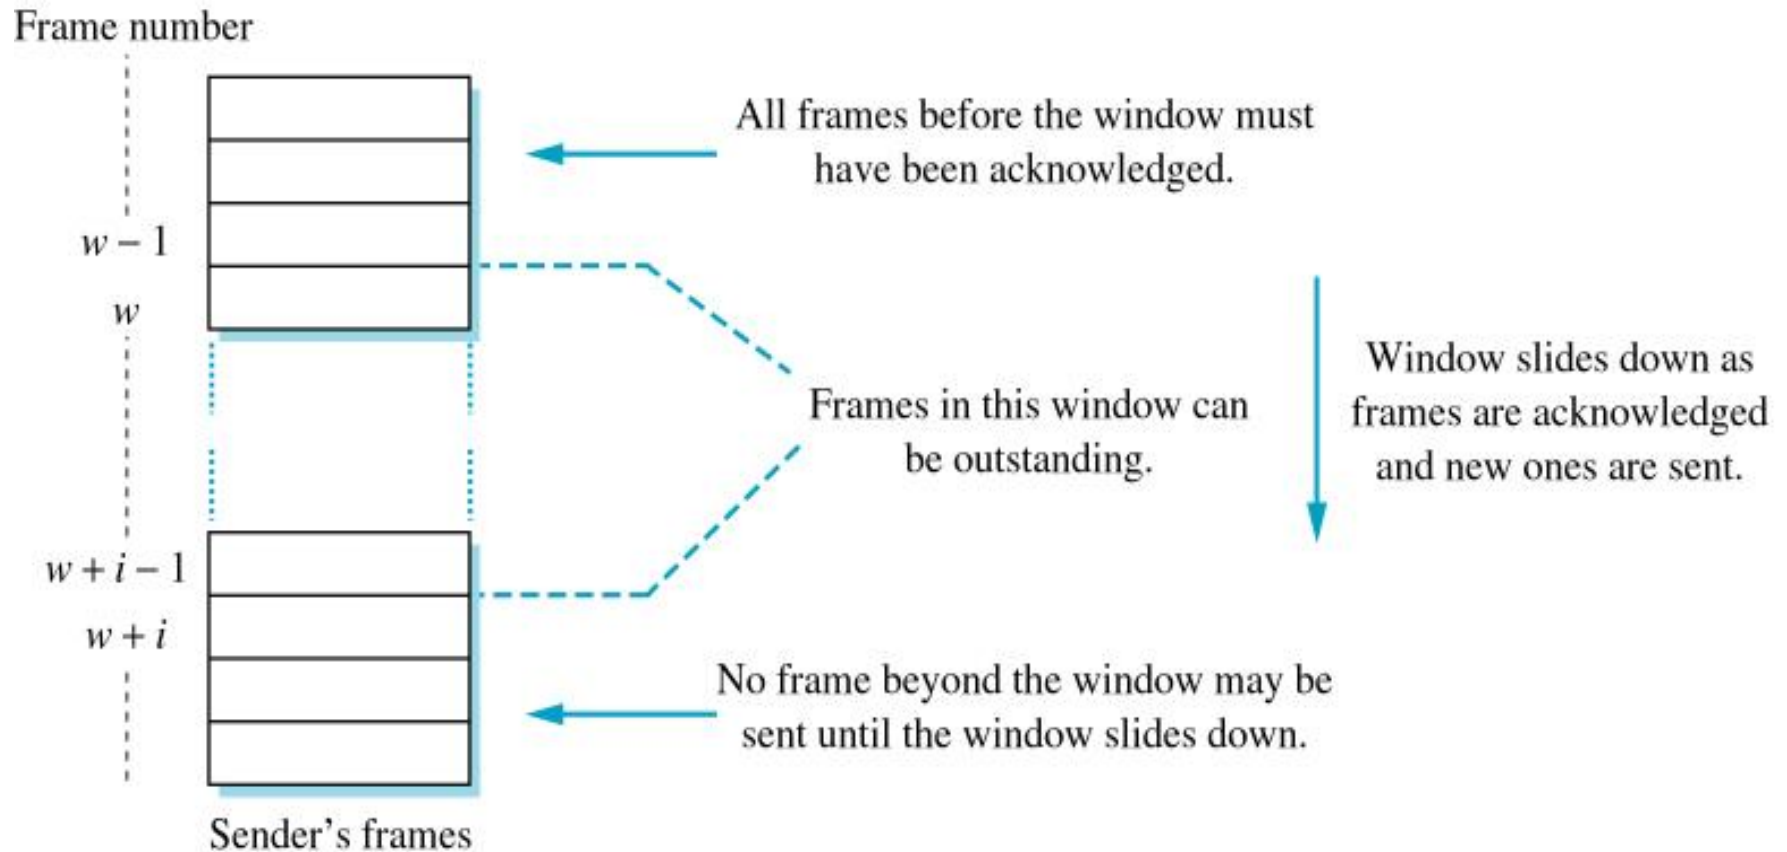 Frame number
All frames before the window must
have been acknowledged.
w – 1
w
Frames in this window can
be outstanding.
Window slides down as
frames are acknowledged
and new ones are sent.
w + i – 1
w + i
No frame beyond the window may be
sent until the window slides down.
Sender’s frames